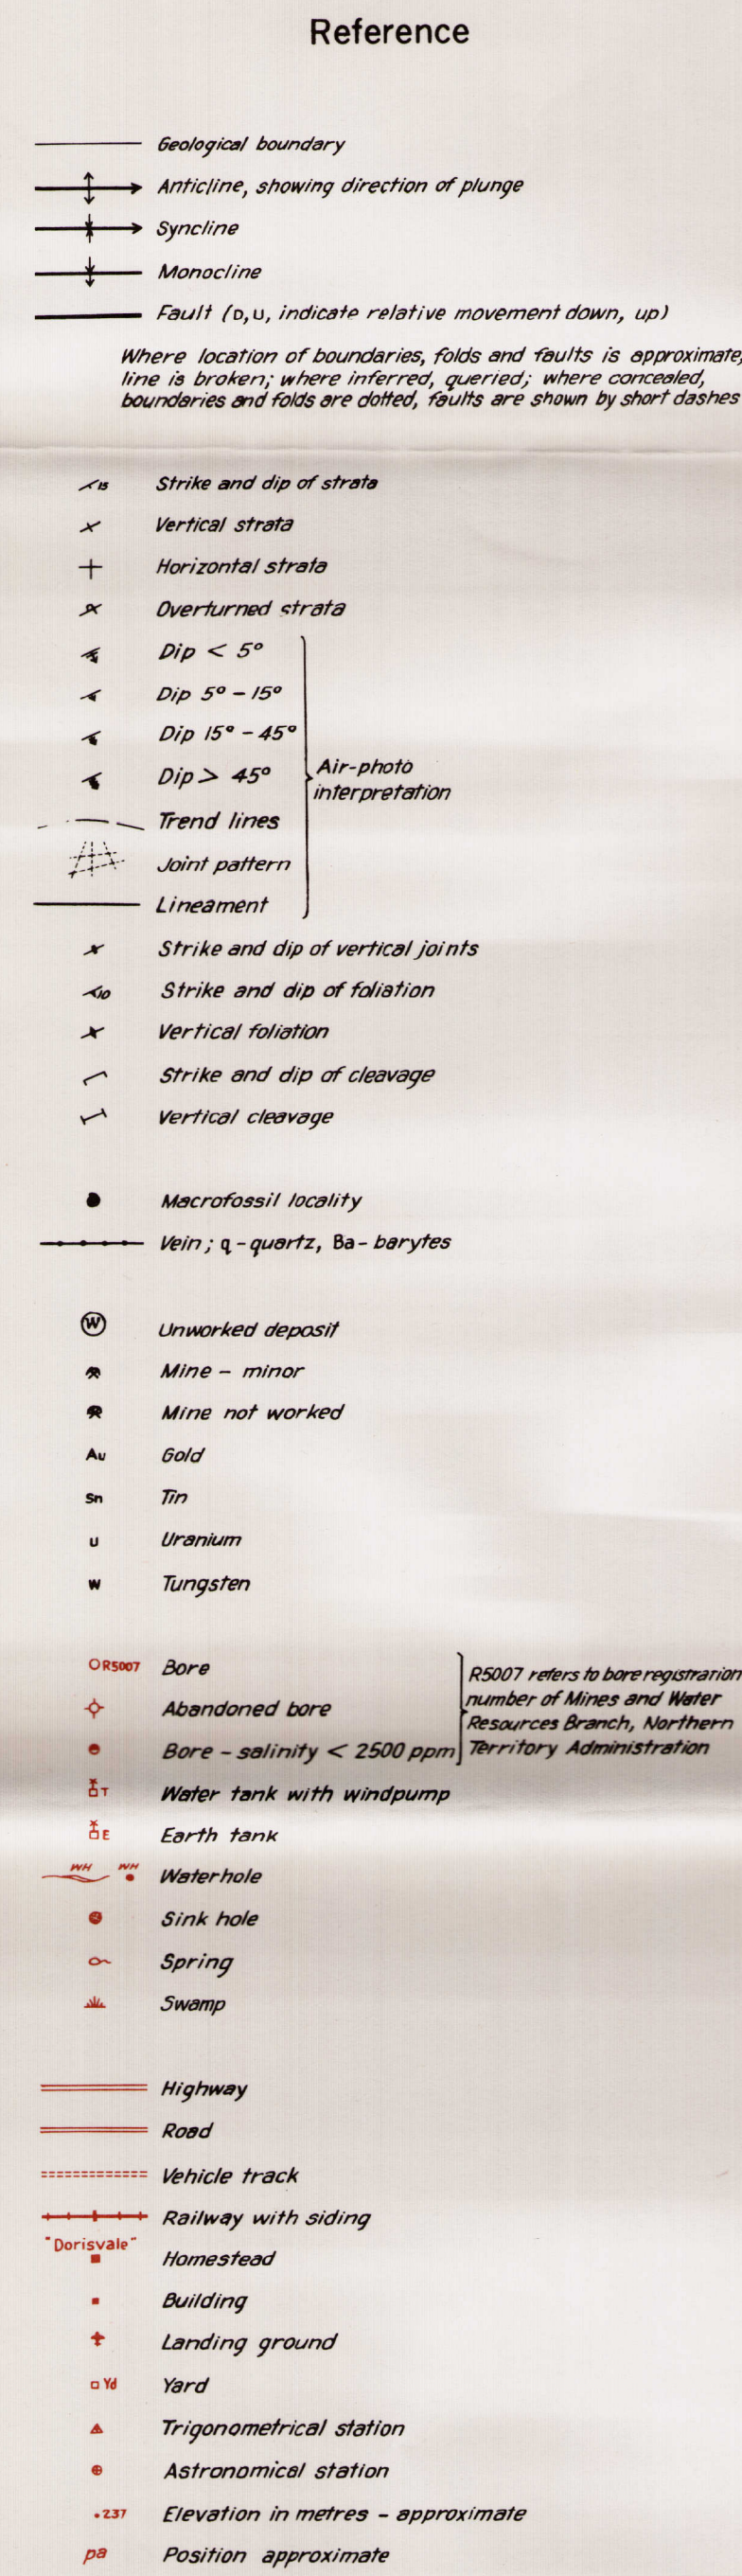 Reference
Geological boundary
Anticline, showing direction of plunge
Syncline
Monocline
Fault (D,U, indicate relative movement down, up)
Where location of boundaries, folds and faults is approximate,
line is broken; where inferred, queried; where concealed,
boundaries and folds are dotted, faults are shown by short dashes
15 Strike and dip of strata
Vertical strata
Horizontal strata
Overturned strata
Dip < 5°
Dip 5° - 15°
Dip 15° - 45°
Dip > 45°
Air-photo
interpretation
Trend lines
Joint pattern
Lineament
Strike and dip of vertical joints
10 Strike and dip of foliation
Vertical foliation
Strike and dip of cleavage
Vertical cleavage
Macrofossil locality
Vein; q - quartz, Ba - barytes
W Unworked deposit
Mine - minor
Mine not worked
Au Gold
Sn Tin
U Uranium
W Tungsten
R5007 Bore
Abandoned bore
Bore - salinity < 2500 ppm
R5007 refers to bore registration
number of Mines and Water
Resources Branch, Northern
Territory Administration
T Water tank with windpump
E Earth tank
WH WH Waterhole
Sink hole
Spring
Swamp
Highway
Road
Vehicle track
Railway with siding
"Dorisvale"
Homestead
Building
Landing ground
Yd Yard
Trigonometrical station
Astronomical station
.237 Elevation in metres - approximate
pa Position approximate